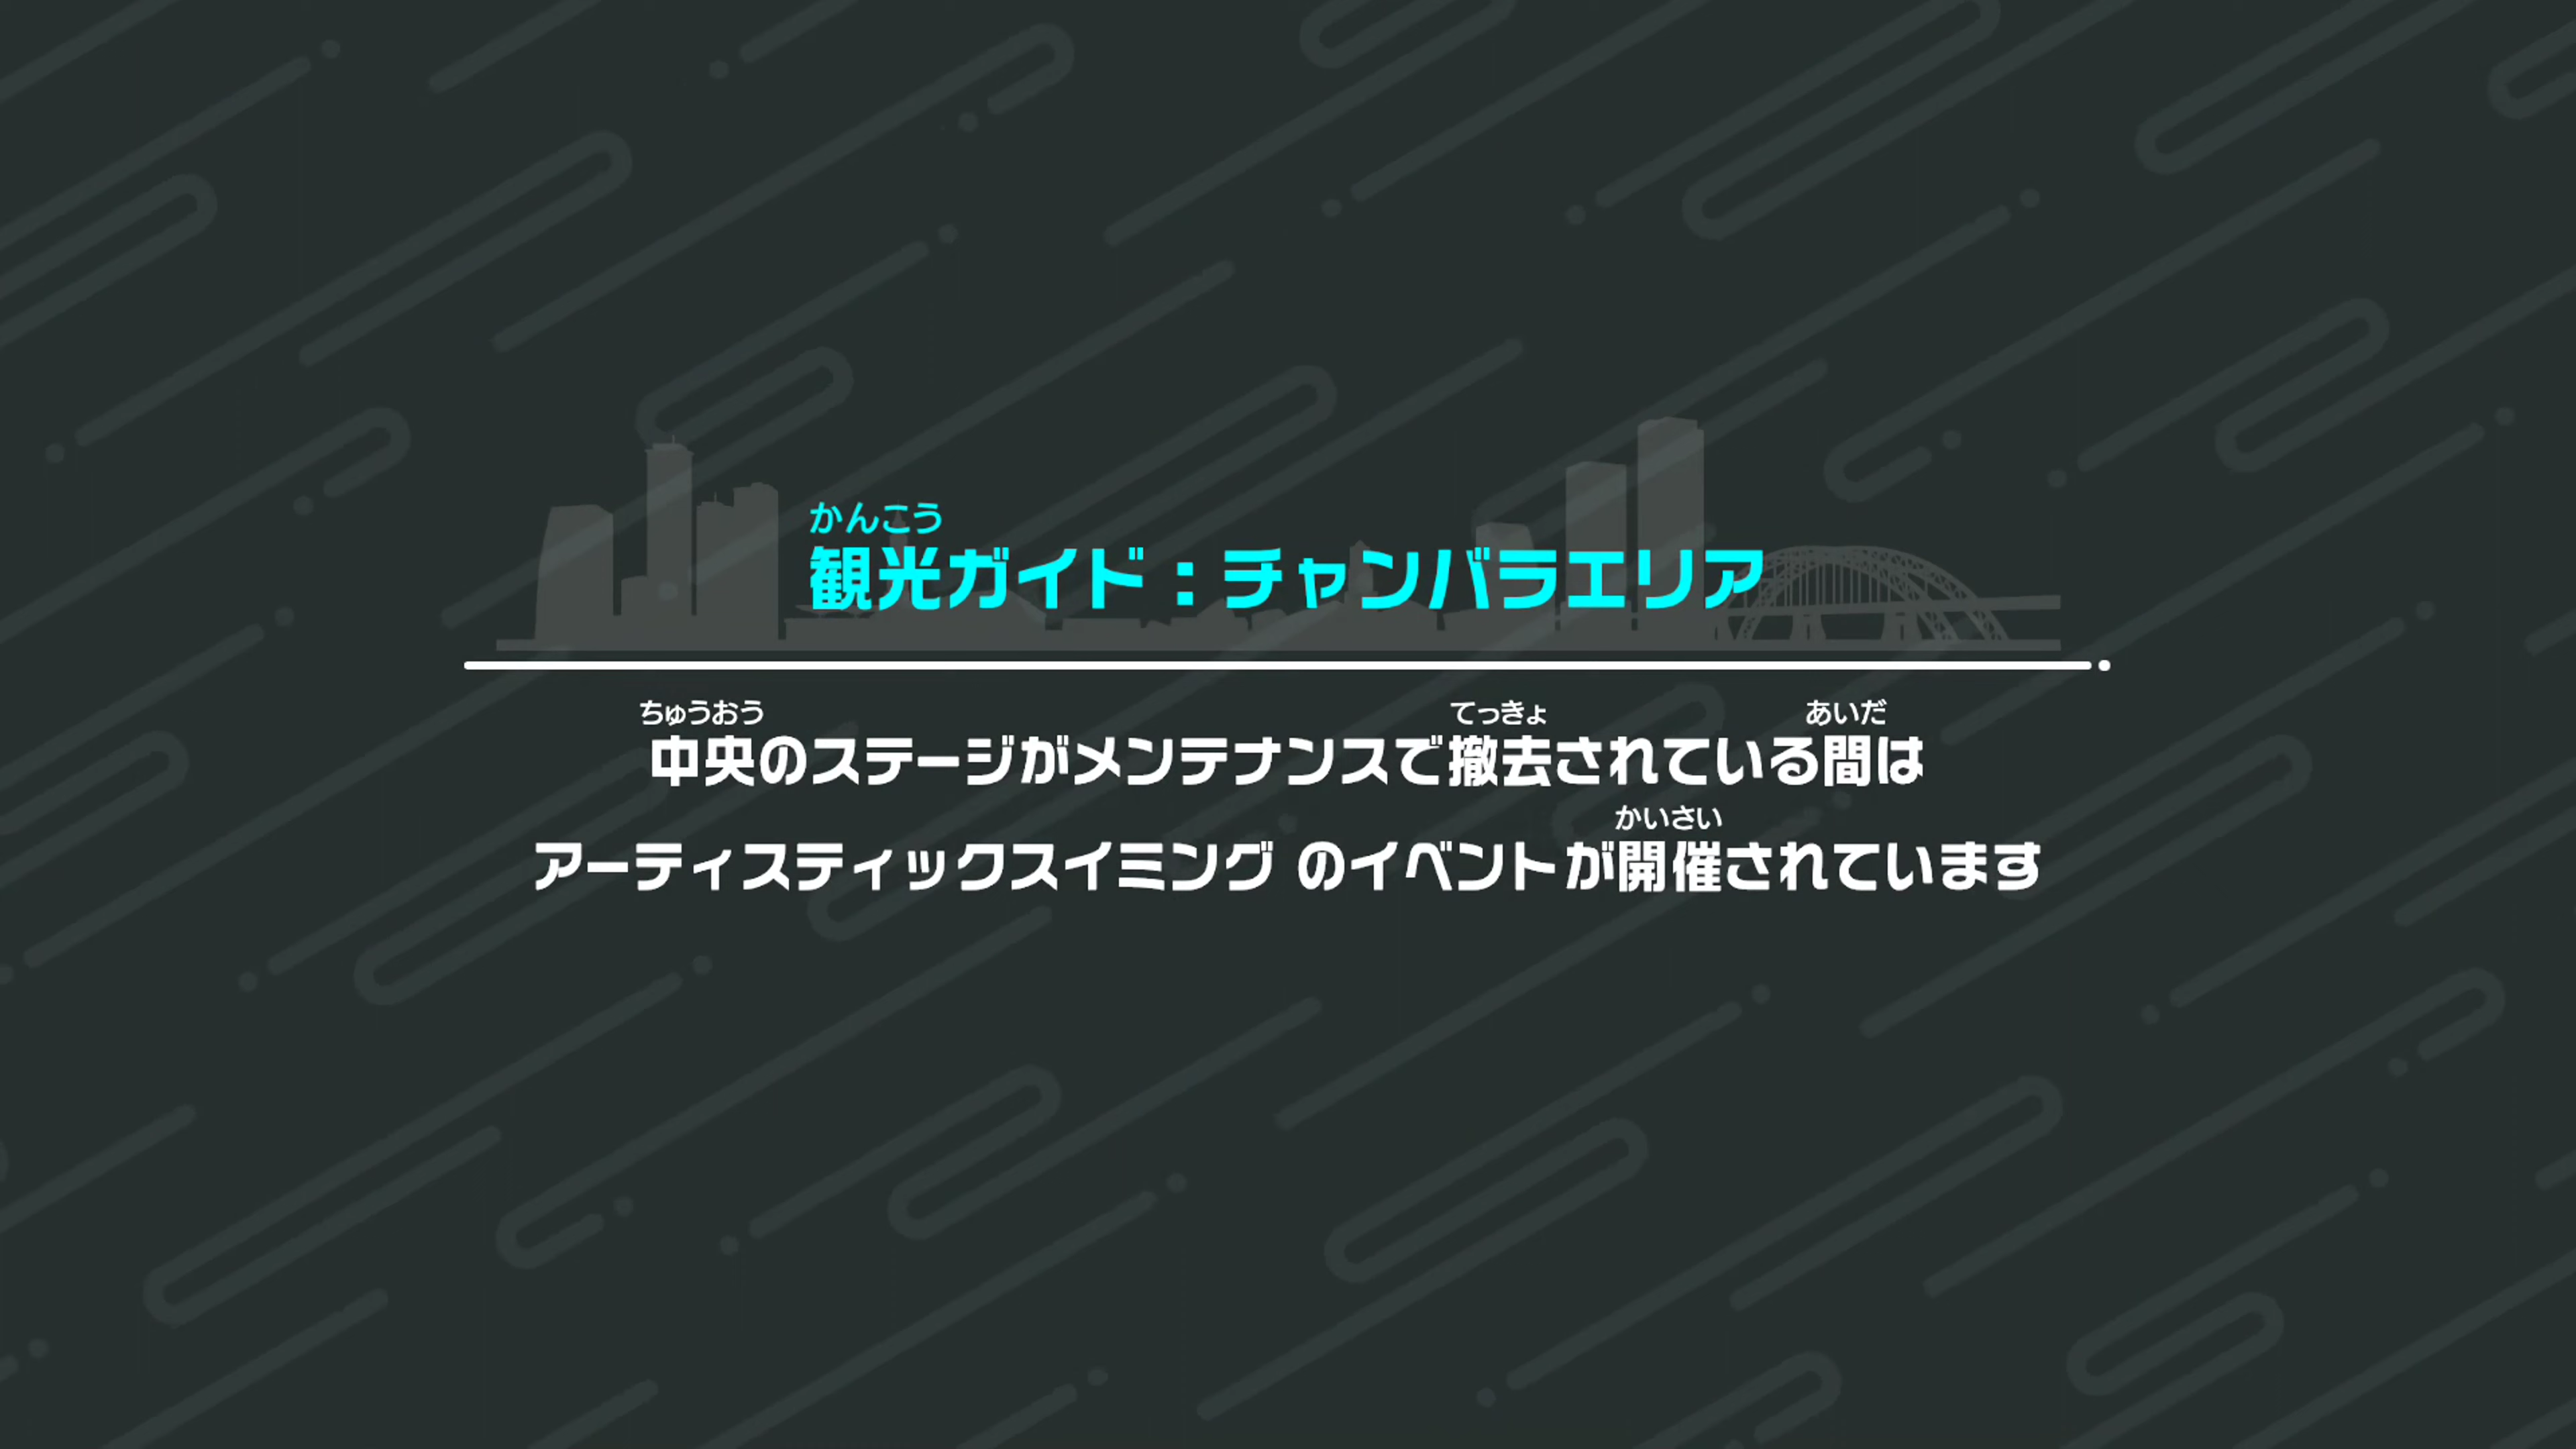 かんこう
観光ガイド：チャンバラエリア
ちゅうおう てっきょ あいだ
中央のステージがメンテナンスで撤去されている間は
かいさい
アーティスティックスイミング のイベントが開催されています